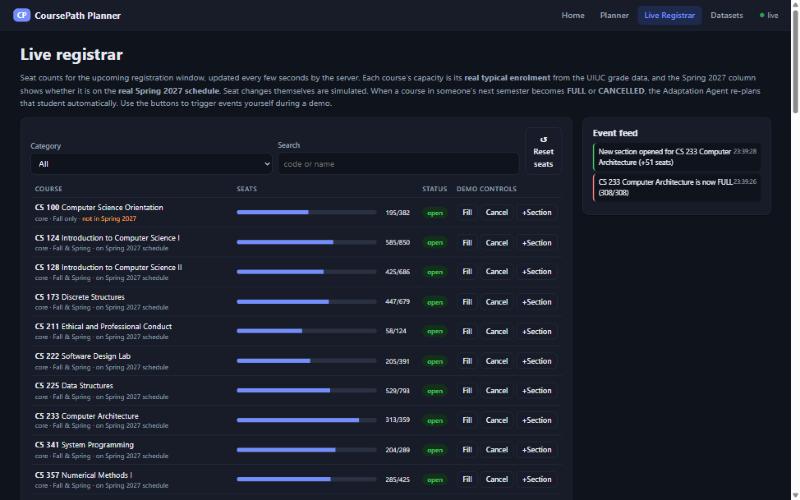 CP CoursePath Planner
Home Planner Live Registrar Datasets live
Live registrar
Seat counts for the upcoming registration window, updated every few seconds by the server. Each course's capacity is its real typical enrolment from the UIUC grade data, and the Spring 2027 column
shows whether it is on the real Spring 2027 schedule. Seat changes themselves are simulated. When a course in someone's next semester becomes FULL or CANCELLED, the Adaptation Agent re-plans
that student automatically. Use the buttons to trigger events yourself during a demo.
Category
All
Search
code or name
↺
Reset
seats
COURSE SEATS STATUS DEMO CONTROLS
CS 100 Computer Science Orientation
core · Fall only · not in Spring 2027
195/382 open Fill Cancel +Section
CS 124 Introduction to Computer Science I
core · Fall & Spring · on Spring 2027 schedule
585/850 open Fill Cancel +Section
CS 128 Introduction to Computer Science II
core · Fall & Spring · on Spring 2027 schedule
425/686 open Fill Cancel +Section
CS 173 Discrete Structures
core · Fall & Spring · on Spring 2027 schedule
447/679 open Fill Cancel +Section
CS 211 Ethical and Professional Conduct
core · Fall & Spring · on Spring 2027 schedule
58/124 open Fill Cancel +Section
CS 222 Software Design Lab
core · Fall & Spring · on Spring 2027 schedule
205/391 open Fill Cancel +Section
CS 225 Data Structures
core · Fall & Spring · on Spring 2027 schedule
529/793 open Fill Cancel +Section
CS 233 Computer Architecture
core · Fall & Spring · on Spring 2027 schedule
313/359 open Fill Cancel +Section
CS 341 System Programming
core · Fall & Spring · on Spring 2027 schedule
204/289 open Fill Cancel +Section
CS 357 Numerical Methods I
core · Fall & Spring · on Spring 2027 schedule
285/425 open Fill Cancel +Section
Event feed
New section opened for CS 233 Computer 23:39:28
Architecture (+51 seats)
CS 233 Computer Architecture is now FULL 23:39:26
(308/308)